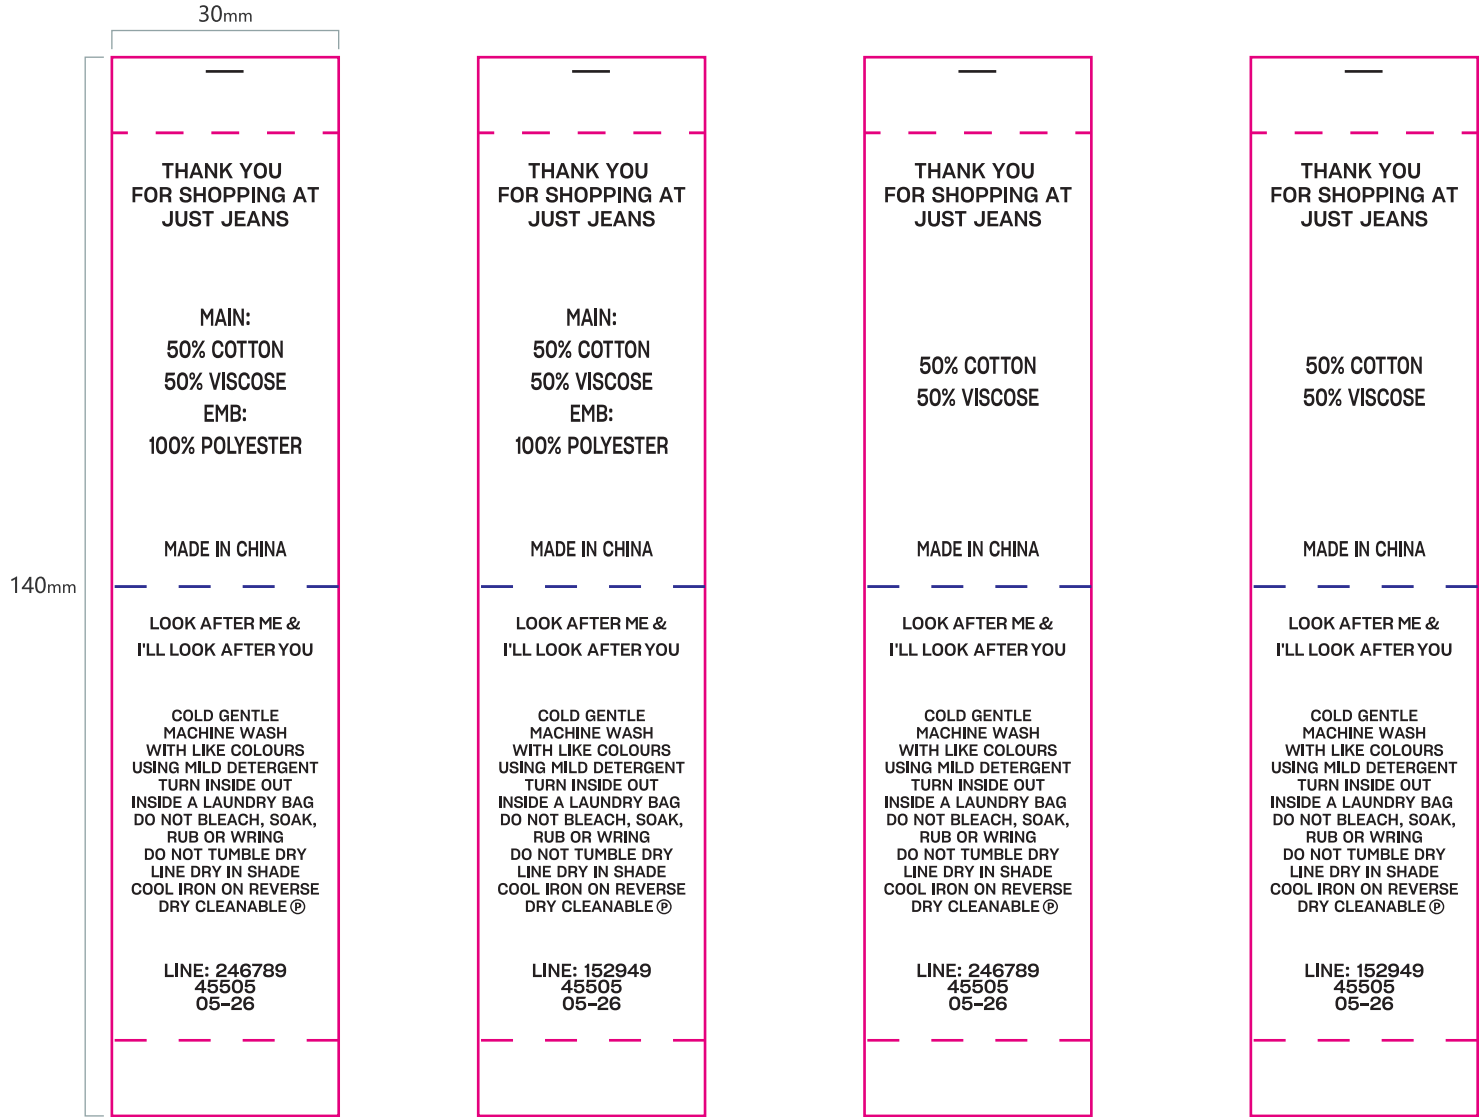 30mm
140mm
THANK YOU
FOR SHOPPING AT
JUST JEANS
MAIN:
50% COTTON
50% VISCOSE
EMB:
100% POLYESTER
MADE IN CHINA
LOOK AFTER ME &
I'LL LOOK AFTER YOU
COLD GENTLE
MACHINE WASH
WITH LIKE COLOURS
USING MILD DETERGENT
TURN INSIDE OUT
INSIDE A LAUNDRY BAG
DO NOT BLEACH, SOAK,
RUB OR WRING
DO NOT TUMBLE DRY
LINE DRY IN SHADE
COOL IRON ON REVERSE
DRY CLEANABLE Ⓟ
LINE: 246789
45505
05-26
THANK YOU
FOR SHOPPING AT
JUST JEANS
MAIN:
50% COTTON
50% VISCOSE
EMB:
100% POLYESTER
MADE IN CHINA
LOOK AFTER ME &
I'LL LOOK AFTER YOU
COLD GENTLE
MACHINE WASH
WITH LIKE COLOURS
USING MILD DETERGENT
TURN INSIDE OUT
INSIDE A LAUNDRY BAG
DO NOT BLEACH, SOAK,
RUB OR WRING
DO NOT TUMBLE DRY
LINE DRY IN SHADE
COOL IRON ON REVERSE
DRY CLEANABLE Ⓟ
LINE: 152949
45505
05-26
THANK YOU
FOR SHOPPING AT
JUST JEANS
50% COTTON
50% VISCOSE
MADE IN CHINA
LOOK AFTER ME &
I'LL LOOK AFTER YOU
COLD GENTLE
MACHINE WASH
WITH LIKE COLOURS
USING MILD DETERGENT
TURN INSIDE OUT
INSIDE A LAUNDRY BAG
DO NOT BLEACH, SOAK,
RUB OR WRING
DO NOT TUMBLE DRY
LINE DRY IN SHADE
COOL IRON ON REVERSE
DRY CLEANABLE Ⓟ
LINE: 246789
45505
05-26
THANK YOU
FOR SHOPPING AT
JUST JEANS
50% COTTON
50% VISCOSE
MADE IN CHINA
LOOK AFTER ME &
I'LL LOOK AFTER YOU
COLD GENTLE
MACHINE WASH
WITH LIKE COLOURS
USING MILD DETERGENT
TURN INSIDE OUT
INSIDE A LAUNDRY BAG
DO NOT BLEACH, SOAK,
RUB OR WRING
DO NOT TUMBLE DRY
LINE DRY IN SHADE
COOL IRON ON REVERSE
DRY CLEANABLE Ⓟ
LINE: 152949
45505
05-26